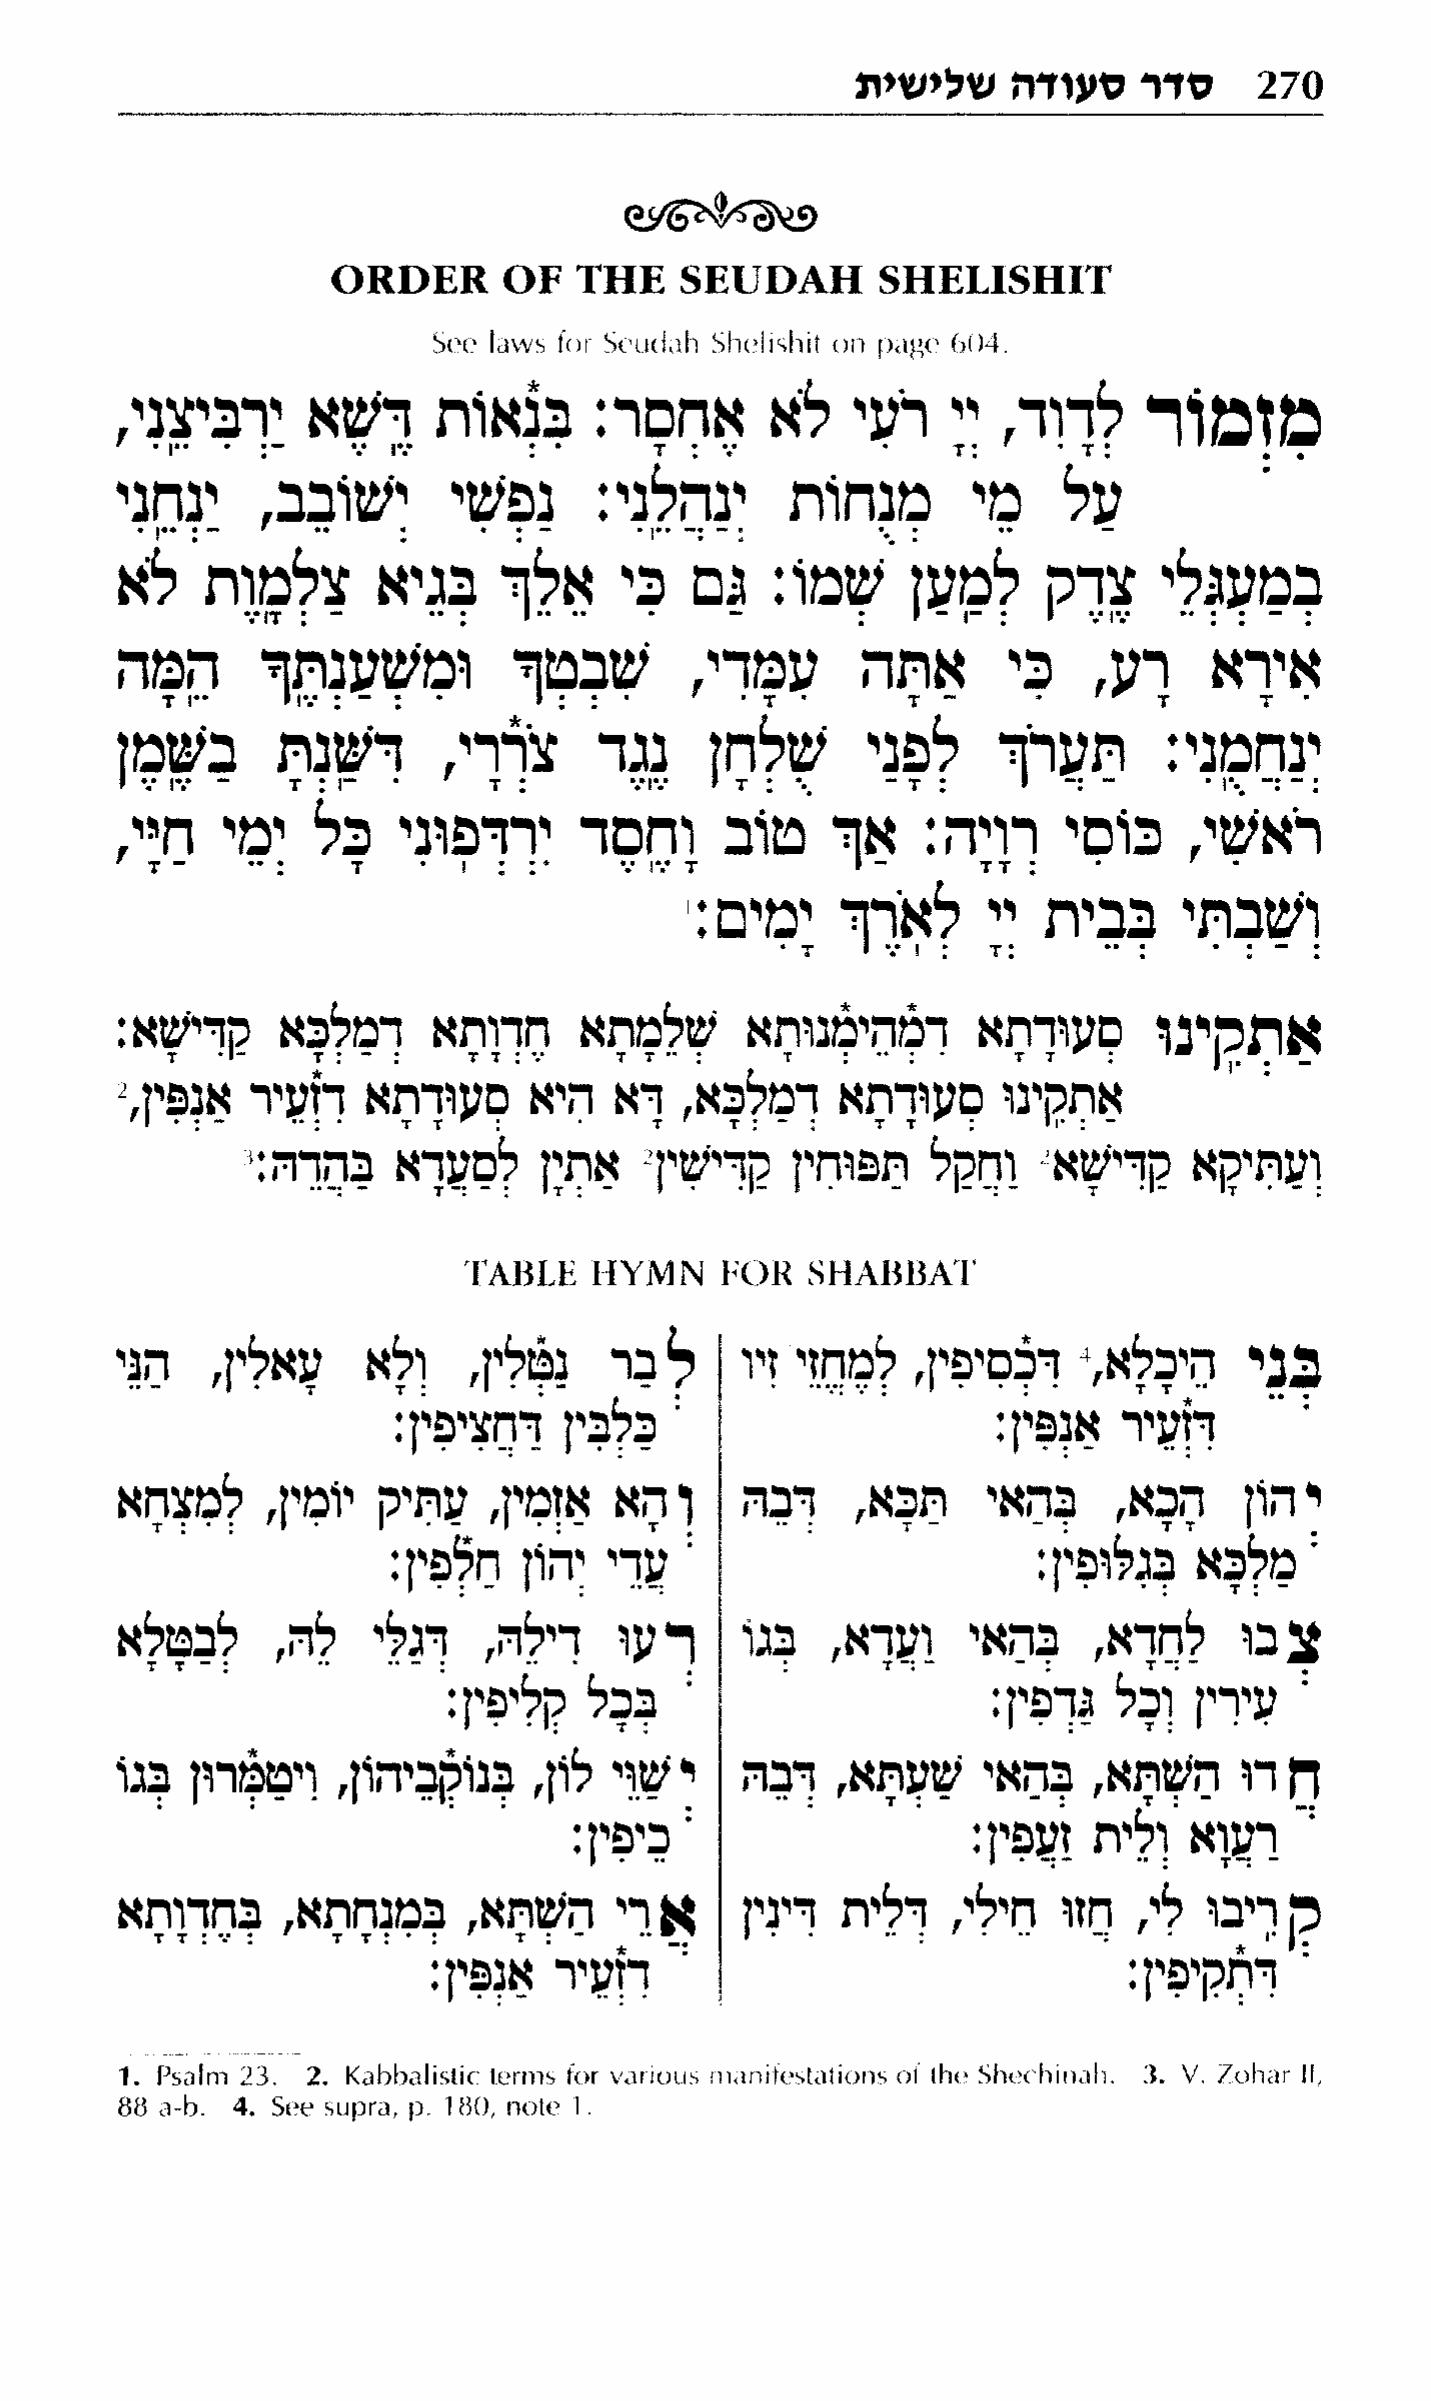 270 סדר סעודה שלישית
ORDER OF THE SEUDAH SHELISHIT
See laws for Seudah Shelishit on page 604.
מִזְמוֹר לְדָוִד, יְיָ רֹעִי לֹא אֶחְסָר: בִּנְ*אוֹת דֶּשֶׁא יַרְבִּיצֵנִי,
עַל מֵי מְנֻחוֹת יְנַהֲלֵנִי: נַפְשִׁי יְשׁוֹבֵב, יַנְחֵנִי
בְמַעְגְּלֵי צֶדֶק לְמַעַן שְׁמוֹ: גַּם כִּי אֵלֵךְ בְּגֵיא צַלְמָוֶת לֹא
אִירָא רָע, כִּי אַתָּה עִמָּדִי, שִׁבְטְךָ וּמִשְׁעַנְתֶּךָ הֵמָּה
יְנַחֲמֻנִי: תַּעֲרֹךְ לְפָנַי שֻׁלְחָן נֶגֶד צֹרְ*רָי, דִּשַּׁנְתָּ בַשֶּׁמֶן
רֹאשִׁי, כּוֹסִי רְוָיָה: אַךְ טוֹב וָחֶסֶד יִרְדְּפוּנִי כָּל יְמֵי חַיָּי,
וְשַׁבְתִּי בְּבֵית יְיָ לְאֹרֶךְ יָמִים:1
אַתְקִינוּ סְעוּדָתָא דִמְ*הֵימְ*נוּתָא שְׁלֵמָתָא חֶדְוָתָא דְמַלְכָּא קַדִּישָׁא:
אַתְקִינוּ סְעוּדָתָא דְמַלְכָּא, דָּא הִיא סְעוּדָתָא דִזְ*עֵיר אַנְפִּין,2
וְעַתִּיקָא קַדִּישָׁא2 וַחֲקַל תַּפּוּחִין קַדִּישִׁין2 אַתְיָן לְסַעֲדָא בַּהֲדֵהּ:3
TABLE HYMN FOR SHABBAT
בְּנֵי הֵיכָלָא,4 דִּכְ*סִיפִין, לְמֶחֱזֵי זִיו
דִּזְ*עֵיר אַנְפִּין:
יְהוֹן הָכָא, בְּהַאי תַּכָּא, דְּבֵהּ
מַלְכָּא בְּגִלּוּפִין:
צְבוּ לַחֲדָא, בְּהַאי וַעֲדָא, בְּגוֹ
עִירִין וְכָל גַּדְפִין:
חֲדוּ הַשְׁתָּא, בְּהַאי שַׁעְתָּא, דְּבֵהּ
רַעֲוָא וְלֵית זַעֲפִין:
קְרִיבוּ לִי, חֲזוּ חֵילִי, דְּלֵית דִּינִין
דִּתְ*קִיפִין:
לְבַר נַטְ*לִין, וְלָא עָאלִין, הַנֵּי
כַּלְבִּין דַּחֲצִיפִין:
וְהָא אַזְמִין, עַתִּיק יוֹמִין, לְמִצְחָא
עֲדֵי יְהוֹן חַלְ*פִין:
רְעוּ דִילֵהּ, דְּגַלֵּי לֵהּ, לְבַטָּלָא
בְּכָל קְלִיפִין:
יְשַׁוֵּי לוֹן, בְּנוֹקְ*בֵיהוֹן, וִיטַמְּ*רוּן בְּגוֹ
כֵיפִין:
אֲרֵי הַשְׁתָּא, בְּמִנְחָתָא, בְּחֶדְוָתָא
דִזְ*עֵיר אַנְפִּין:
1. Psalm 23. 2. Kabbalistic terms for various manifestations of the Shechinah. 3. V. Zohar II,
88 a-b. 4. See supra, p. 180, note 1.